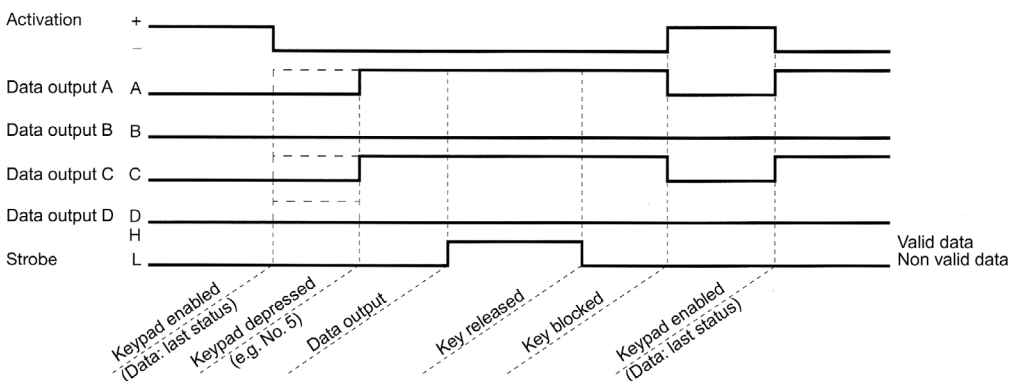 Activation +
–
Data output A A
Data output B B
Data output C C
Data output D D
H
Strobe L
Valid data
Non valid data
Keypad enabled
(Data: last status)
Keypad depressed
(e.g. No. 5)
Data output
Key released
Key blocked
Keypad enabled
(Data: last status)